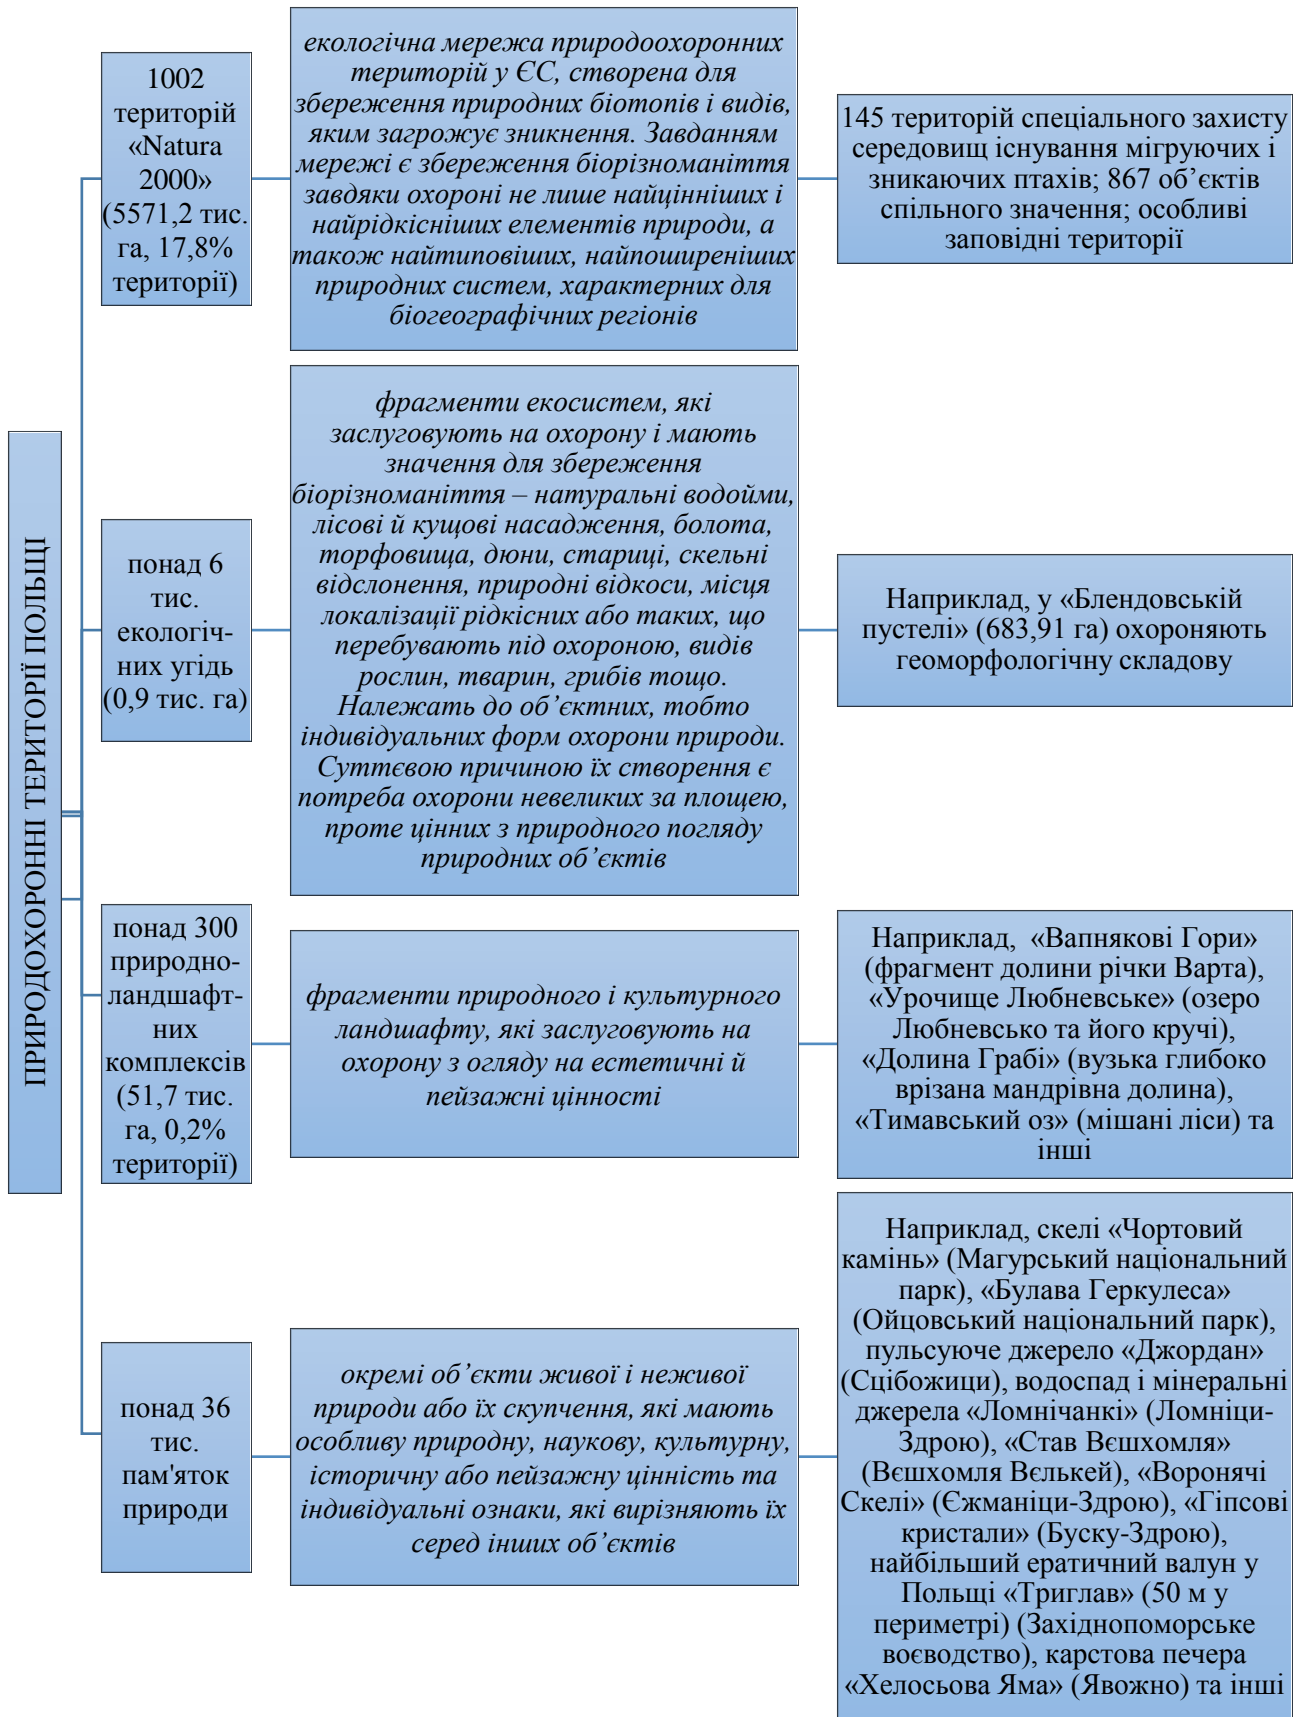 ПРИРОДОХОРОННІ ТЕРИТОРІЇ ПОЛЬЩІ
1002
територій
«Natura
2000»
(5571,2 тис.
га, 17,8%
території)
екологічна мережа природоохоронних
територій у ЄС, створена для
збереження природних біотопів і видів,
яким загрожує зникнення. Завданням
мережі є збереження біорізноманіття
завдяки охороні не лише найцінніших і
найрідкісніших елементів природи, а
також найтиповіших, найпоширеніших
природних систем, характерних для
біогеографічних регіонів
145 територій спеціального захисту
середовищ існування мігруючих і
зникаючих птахів; 867 об’єктів
спільного значення; особливі
заповідні території
понад 6
тис.
екологіч-
них угідь
(0,9 тис. га)
фрагменти екосистем, які
заслуговують на охорону і мають
значення для збереження
біорізноманіття – натуральні водойми,
лісові й кущові насадження, болота,
торфовища, дюни, стариці, скельні
відслонення, природні відкоси, місця
локалізації рідкісних або таких, що
перебувають під охороною, видів
рослин, тварин, грибів тощо.
Належать до об’єктних, тобто
індивідуальних форм охорони природи.
Суттєвою причиною їх створення є
потреба охорони невеликих за площею,
проте цінних з природного погляду
природних об’єктів
Наприклад, у «Блендовській
пустелі» (683,91 га) охороняють
геоморфологічну складову
понад 300
природно-
ландшафт-
них
комплексів
(51,7 тис.
га, 0,2%
території)
фрагменти природного і культурного
ландшафту, які заслуговують на
охорону з огляду на естетичні й
пейзажні цінності
Наприклад, «Вапнякові Гори»
(фрагмент долини річки Варта),
«Урочище Любневське» (озеро
Любневсько та його кручі),
«Долина Грабі» (вузька глибоко
врізана мандрівна долина),
«Тимавський оз» (мішані ліси) та
інші
понад 36
тис.
пам'яток
природи
окремі об’єкти живої і неживої
природи або їх скупчення, які мають
особливу природну, наукову, культурну,
історичну або пейзажну цінність та
індивідуальні ознаки, які вирізняють їх
серед інших об’єктів
Наприклад, скелі «Чортовий
камінь» (Магурський національний
парк), «Булава Геркулеса»
(Ойцовський національний парк),
пульсуюче джерело «Джордан»
(Сцібожици), водоспад і мінеральні
джерела «Ломнічанкі» (Ломніци-
Здрою), «Став Вєшхомля»
(Вєшхомля Вєлькей), «Воронячі
Скелі» (Єжманіци-Здрою), «Гіпсові
кристали» (Буску-Здрою),
найбільший ератичний валун у
Польщі «Триглав» (50 м у
периметрі) (Західнопоморське
воєводство), карстова печера
«Хелосьова Яма» (Явожно) та інші